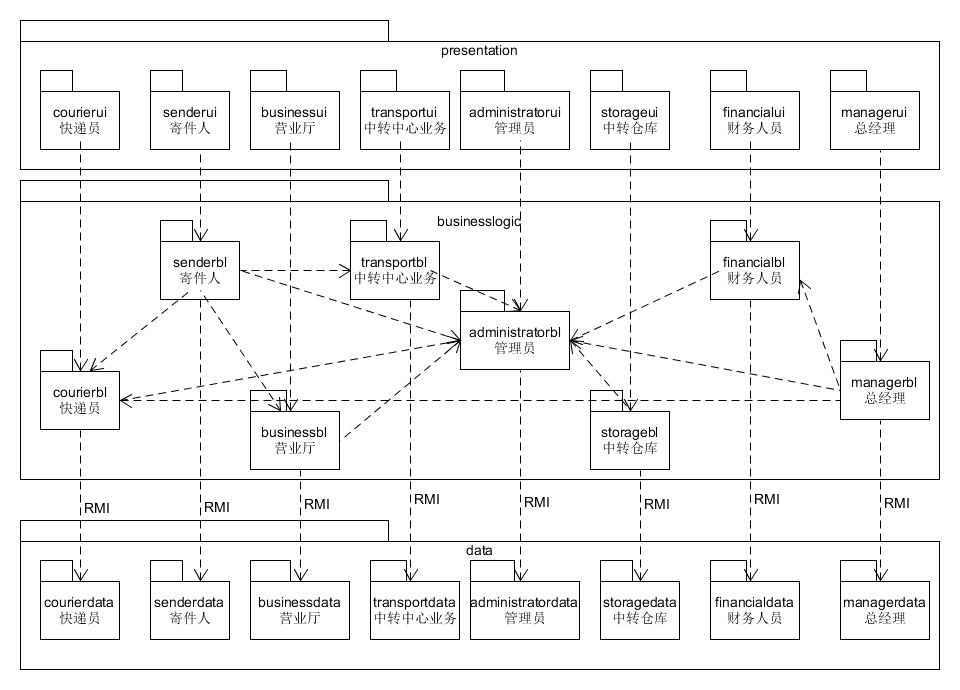 presentation
courierui
快递员
senderui
寄件人
businessui
营业厅
transportui
中转中心业务
administratorui
管理员
storageui
中转仓库
financialui
财务人员
managerui
总经理
businesslogic
senderbl
寄件人
transportbl
中转中心业务
financialbl
财务人员
administratorbl
管理员
courierbl
快递员
managerbl
总经理
businessbl
营业厅
storagebl
中转仓库
RMI
RMI
RMI
RMI
RMI
RMI
RMI
RMI
data
courierdata
快递员
senderdata
寄件人
businessdata
营业厅
transportdata
中转中心业务
administratordata
管理员
storagedata
中转仓库
financialdata
财务人员
managerdata
总经理